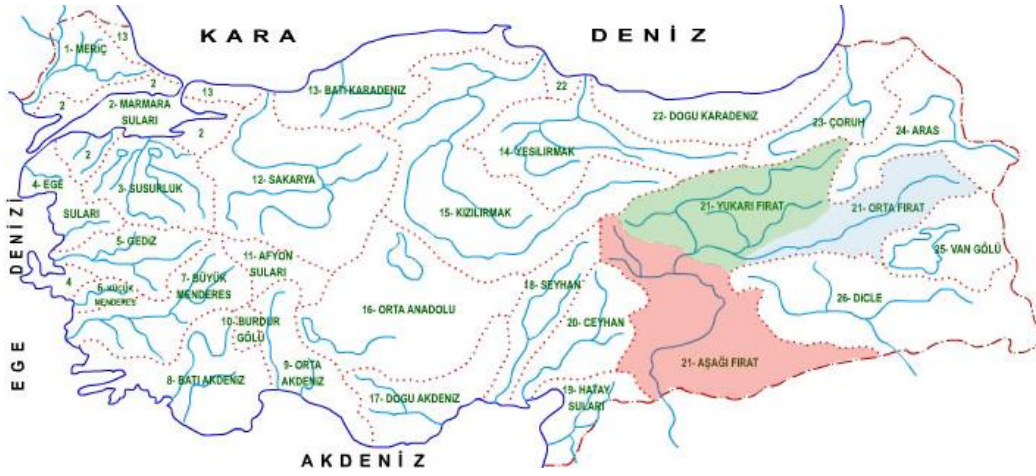 KARA DENİZ
13
1- MERİÇ
2
13
2
2- MARMARA
SULARI
2
13- BATI KARADENİZ
22
22- DOGU KARADENİZ
23- ÇORUH
24- ARAS
2
4- EGE
SULARI
3- SUSURLUK
12- SAKARYA
14- YEŞILIRMAK
15- KIZILIRMAK
21- YUKARI FIRAT
21- ORTA FIRAT
25- VAN GÖLÜ
EGE DENİZİ
5- GEDİZ
4
6- KÜÇÜK
MENDERES
7- BÜYÜK
MENDERES
11- AFYON
SULARI
10- BURDUR
GÖLÜ
16- ORTA ANADOLU
18- SEYHAN
20- CEYHAN
26- DİCLE
8- BATI AKDENİZ
9- ORTA
AKDENİZ
17- DOGU AKDENİZ
19- HATAY
SULARI
21- AŞAĞI FIRAT
AKDENİZ